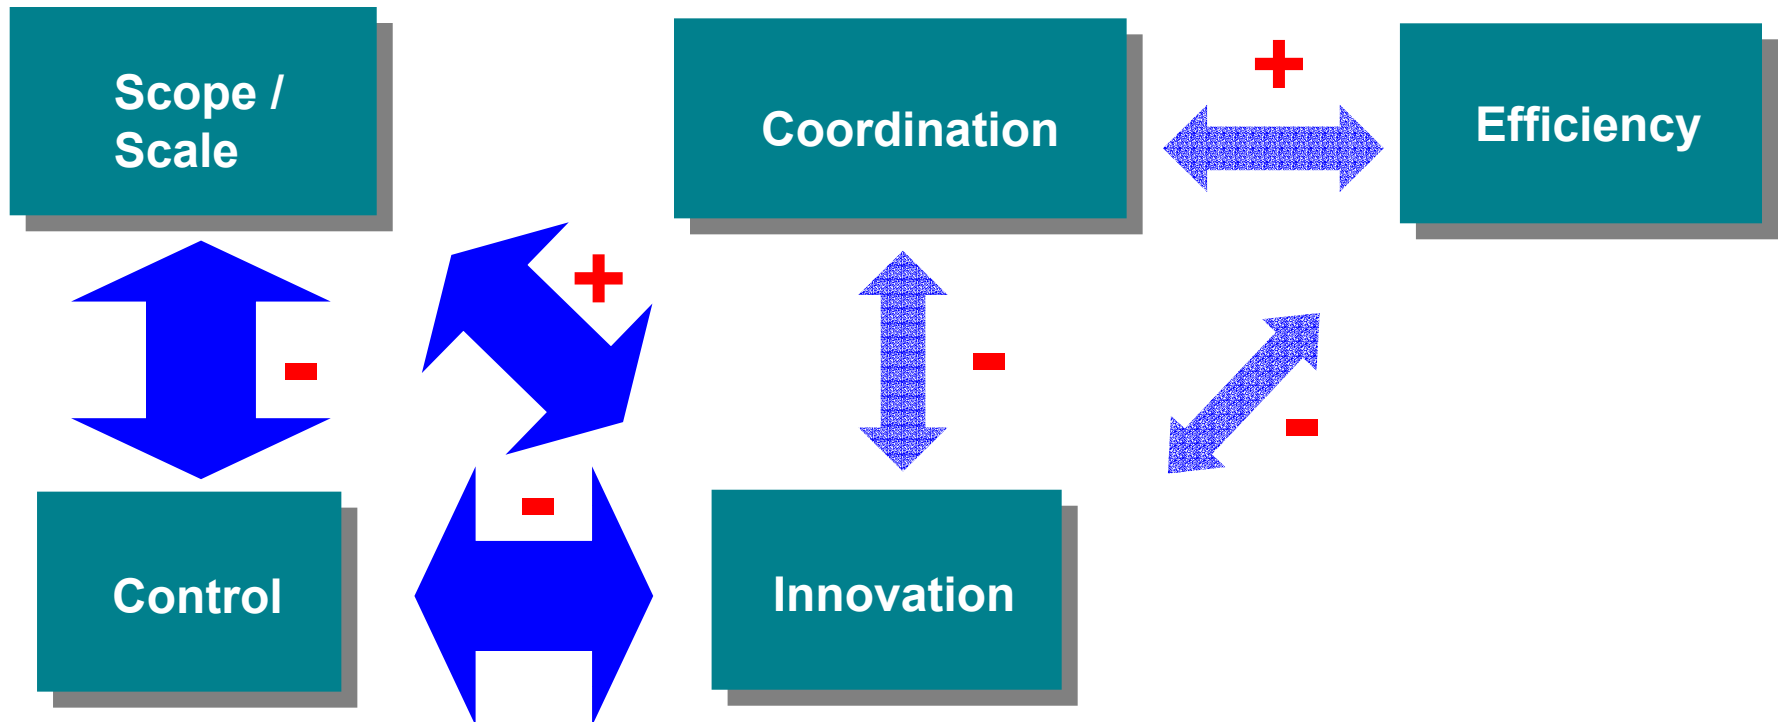 Scope /
Scale
Coordination
+
Efficiency
+
-
-
-
-
Control
Innovation